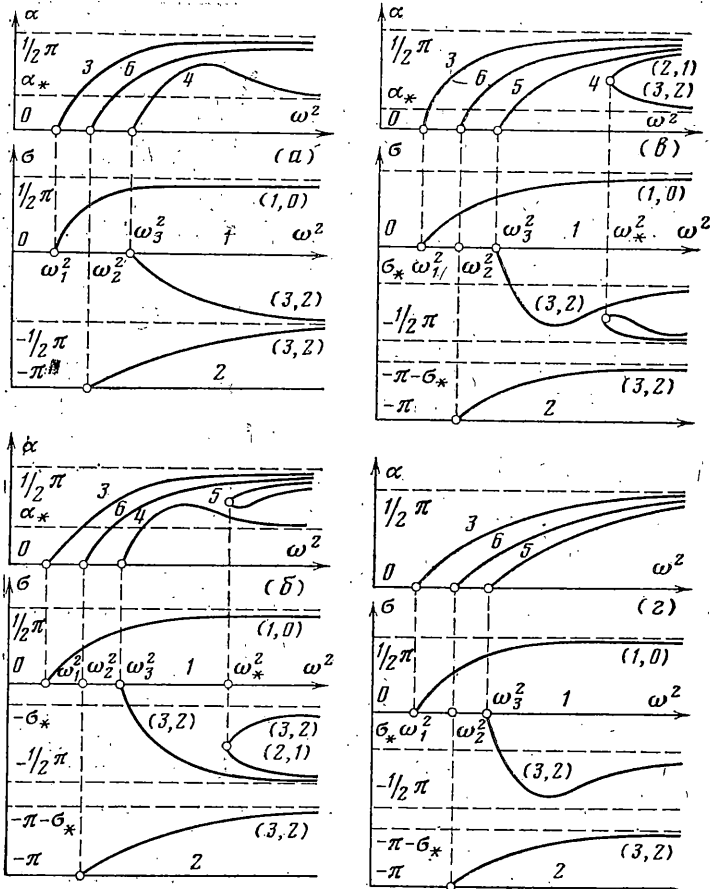 α
1/2 π
α*
0
3
6
4
ω²
(а)
σ
1/2 π
0
(1,0)
1
ω₁²
ω₂²
ω₃²
ω²
(3,2)
-1/2 π
-π
(3,2)
2
α
1/2 π
α*
0
3
6
5
4
(2,1)
(3,2)
ω²
(в)
σ
1/2 π
0
(1,0)
ω₃²
1
ω*²
ω²
σ*
ω₁²
ω₂²
(3,2)
-1/2 π
-π-σ*
-π
(3,2)
2
α
1/2 π
α*
0
3
6
4
5
ω²
(б)
σ
1/2 π
0
(1,0)
ω₁²
ω₂²
ω₃²
1
ω*²
ω²
-σ*
(3,2)
(3,2)
(2,1)
-1/2 π
-π-σ*
-π
(3,2)
2
α
1/2 π
0
3
6
5
ω²
(г)
σ
1/2 π
0
(1,0)
ω₃²
1
ω²
σ*
ω₁²
ω₂²
(3,2)
-1/2 π
-π-σ*
-π
(3,2)
2